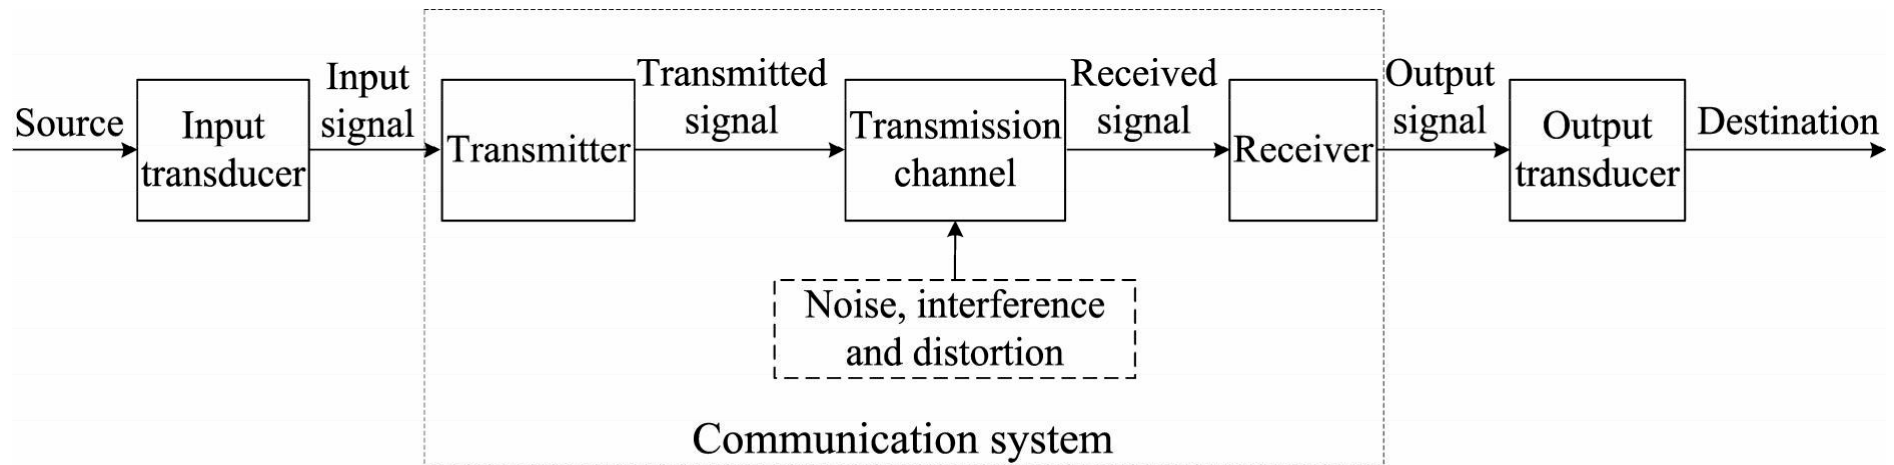 Source
Input
transducer
Input
signal
Transmitter
Transmitted
signal
Transmission
channel
Received
signal
Receiver
Output
signal
Output
transducer
Destination
Noise, interference
and distortion
Communication system